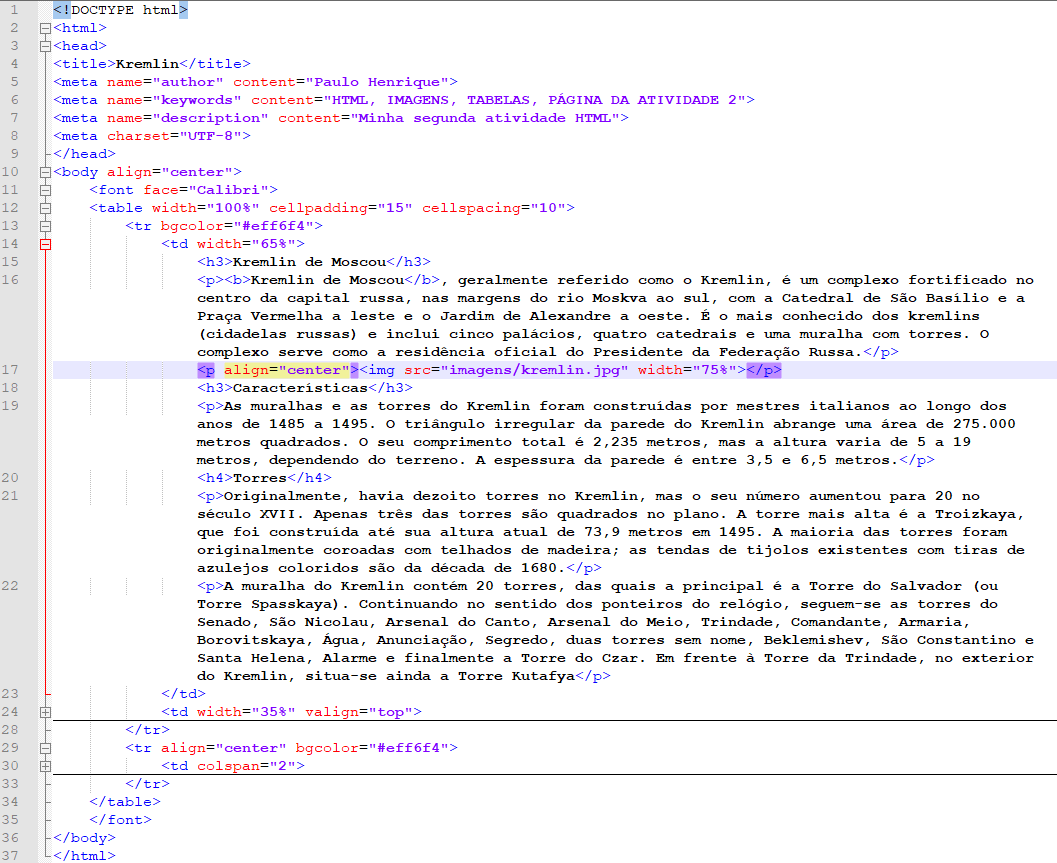 1 <!DOCTYPE html>
2 <html>
3 <head>
4 <title>Kremlin</title>
5 <meta name="author" content="Paulo Henrique">
6 <meta name="keywords" content="HTML, IMAGENS, TABELAS, PÁGINA DA ATIVIDADE 2">
7 <meta name="description" content="Minha segunda atividade HTML">
8 <meta charset="UTF-8">
9 </head>
10 <body align="center">
11 <font face="Calibri">
12 <table width="100%" cellpadding="15" cellspacing="10">
13 <tr bgcolor="#eff6f4">
14 <td width="65%">
15 <h3>Kremlin de Moscou</h3>
16 <p><b>Kremlin de Moscou</b>, geralmente referido como o Kremlin, é um complexo fortificado no
centro da capital russa, nas margens do rio Moskva ao sul, com a Catedral de São Basílio e a
Praça Vermelha a leste e o Jardim de Alexandre a oeste. É o mais conhecido dos kremlins
(cidadelas russas) e inclui cinco palácios, quatro catedrais e uma muralha com torres. O
complexo serve como a residência oficial do Presidente da Federação Russa.</p>
17 <p align="center"><img src="imagens/kremlin.jpg" width="75%"></p>
18 <h3>Características</h3>
19 <p>As muralhas e as torres do Kremlin foram construídas por mestres italianos ao longo dos
anos de 1485 a 1495. O triângulo irregular da parede do Kremlin abrange uma área de 275.000
metros quadrados. O seu comprimento total é 2,235 metros, mas a altura varia de 5 a 19
metros, dependendo do terreno. A espessura da parede é entre 3,5 e 6,5 metros.</p>
20 <h4>Torres</h4>
21 <p>Originalmente, havia dezoito torres no Kremlin, mas o seu número aumentou para 20 no
século XVII. Apenas três das torres são quadrados no plano. A torre mais alta é a Troizkaya,
que foi construída até sua altura atual de 73,9 metros em 1495. A maioria das torres foram
originalmente coroadas com telhados de madeira; as tendas de tijolos existentes com tiras de
azulejos coloridos são da década de 1680.</p>
22 <p>A muralha do Kremlin contém 20 torres, das quais a principal é a Torre do Salvador (ou
Torre Spasskaya). Continuando no sentido dos ponteiros do relógio, seguem-se as torres do
Senado, São Nicolau, Arsenal do Canto, Arsenal do Meio, Trindade, Comandante, Armaria,
Borovitskaya, Água, Anunciação, Segredo, duas torres sem nome, Beklemishev, São Constantino e
Santa Helena, Alarme e finalmente a Torre do Czar. Em frente à Torre da Trindade, no exterior
do Kremlin, situa-se ainda a Torre Kutafya</p>
23 </td>
24 <td width="35%" valign="top">
28 </tr>
29 <tr align="center" bgcolor="#eff6f4">
30 <td colspan="2">
33 </tr>
34 </table>
35 </font>
36 </body>
37 </html>